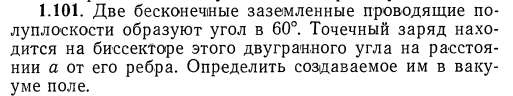 1.101. Две бесконечные заземленные проводящие по-
луплоскости образуют угол в 60°. Точечный заряд нахо-
дится на биссекторе этого двугранного угла на расстоя-
нии a от его ребра. Определить создаваемое им в ваку-
уме поле.